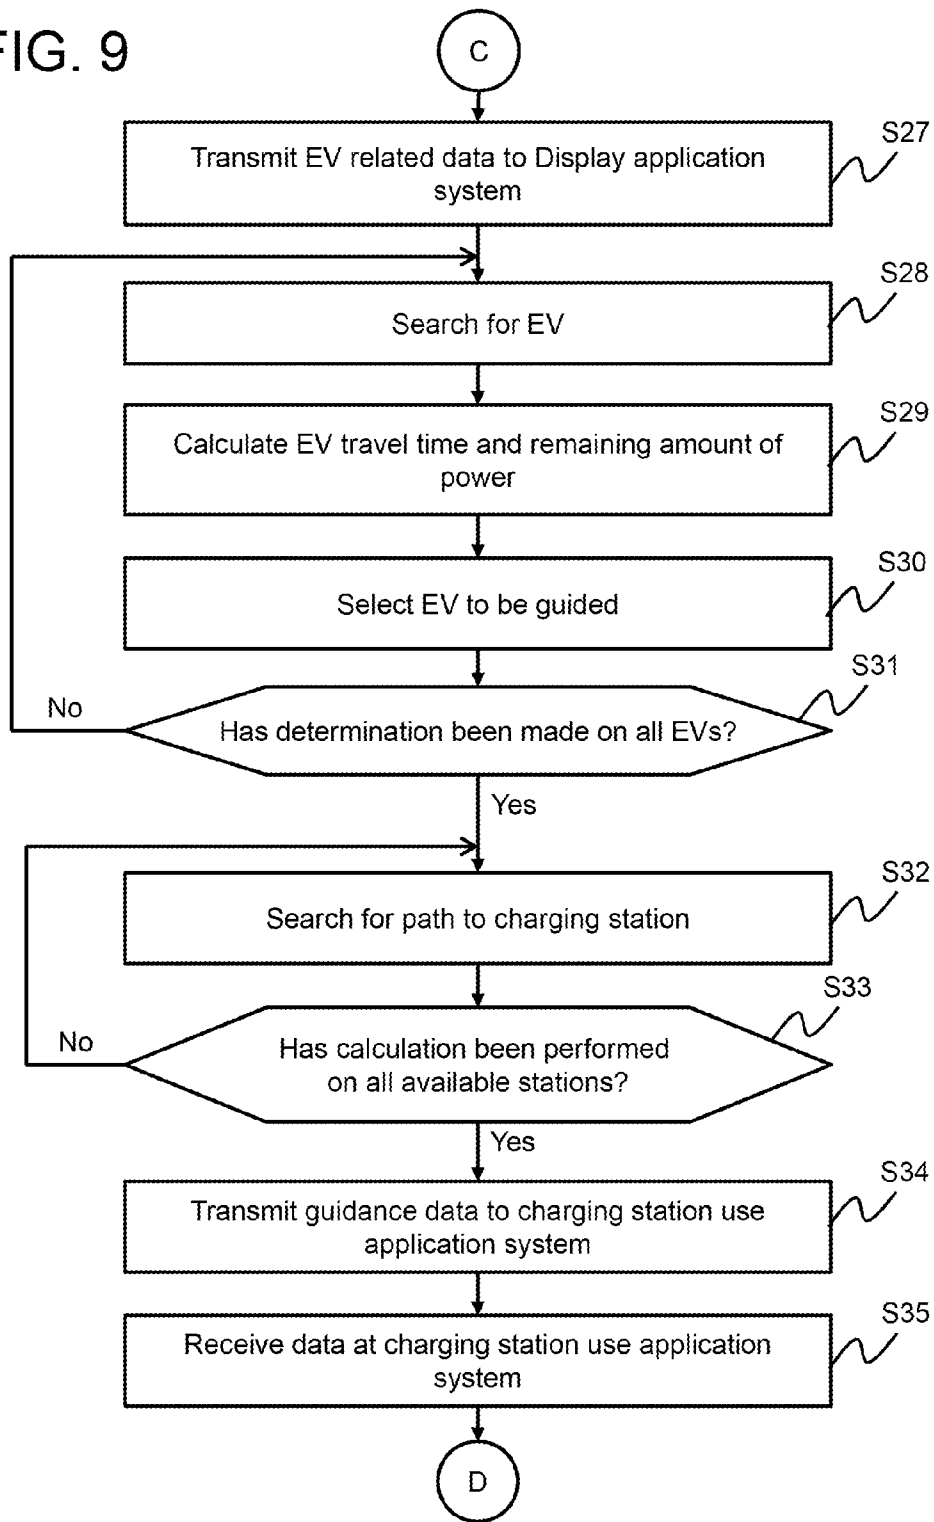 FIG. 9
C
Transmit EV related data to Display application
system
S27
Search for EV
S28
Calculate EV travel time and remaining amount of
power
S29
Select EV to be guided
S30
Has determination been made on all EVs?
S31
No
Yes
Search for path to charging station
S32
Has calculation been performed
on all available stations?
S33
No
Yes
Transmit guidance data to charging station use
application system
S34
Receive data at charging station use application
system
S35
D